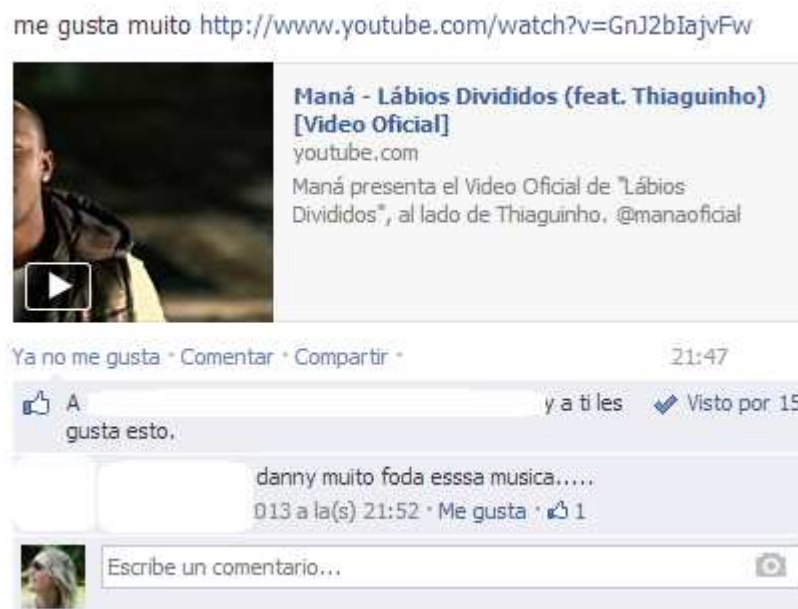 me gusta muito http://www.youtube.com/watch?v=GnJ2bIajvFw
Maná - Lábios Divididos (feat. Thiaguinho)
[Video Oficial]
youtube.com
Maná presenta el Video Oficial de "Lábios
Divididos", al lado de Thiaguinho. @manaoficial
Ya no me gusta · Comentar · Compartir · 21:47
A y a ti les Visto por 15
gusta esto.
danny muito foda esssa musica.....
013 a la(s) 21:52 · Me gusta · 1
Escribe un comentario...